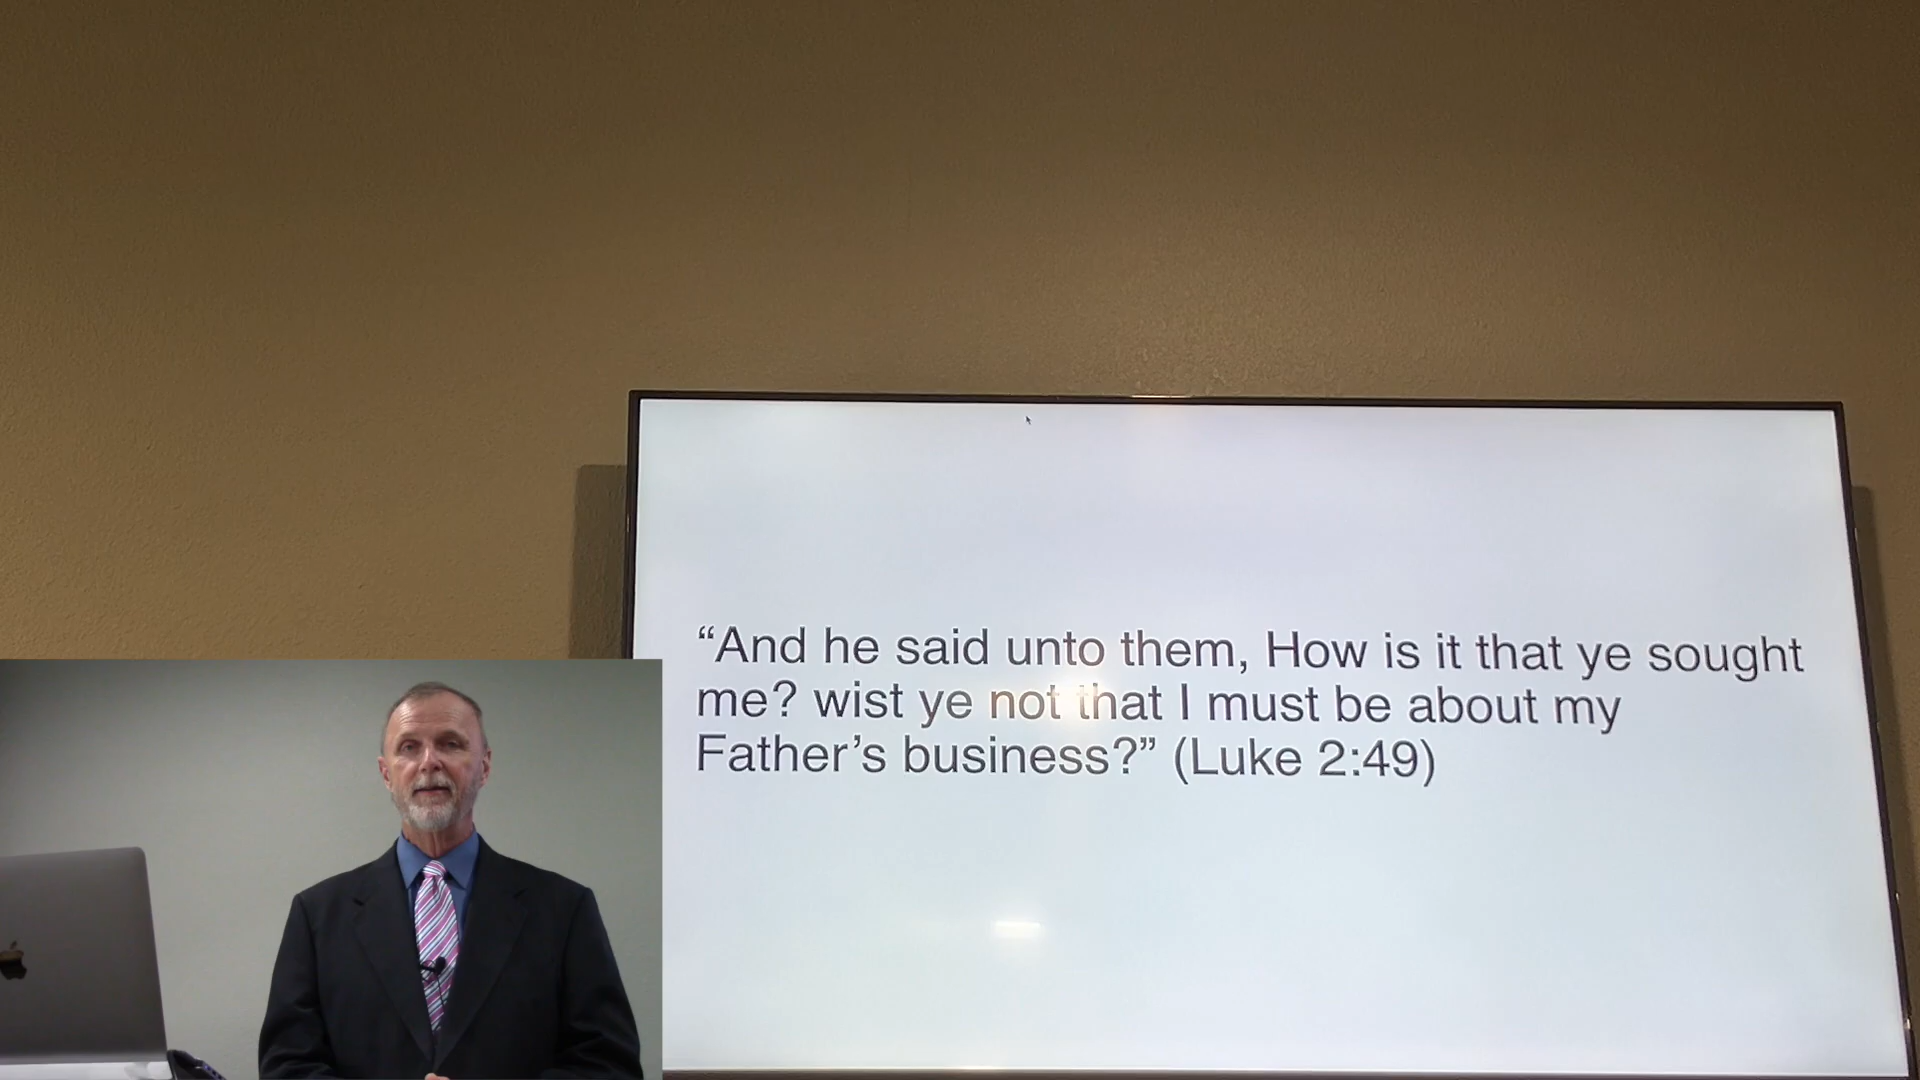 “And he said unto them, How is it that ye sought
me? wist ye not that I must be about my
Father’s business?” (Luke 2:49)